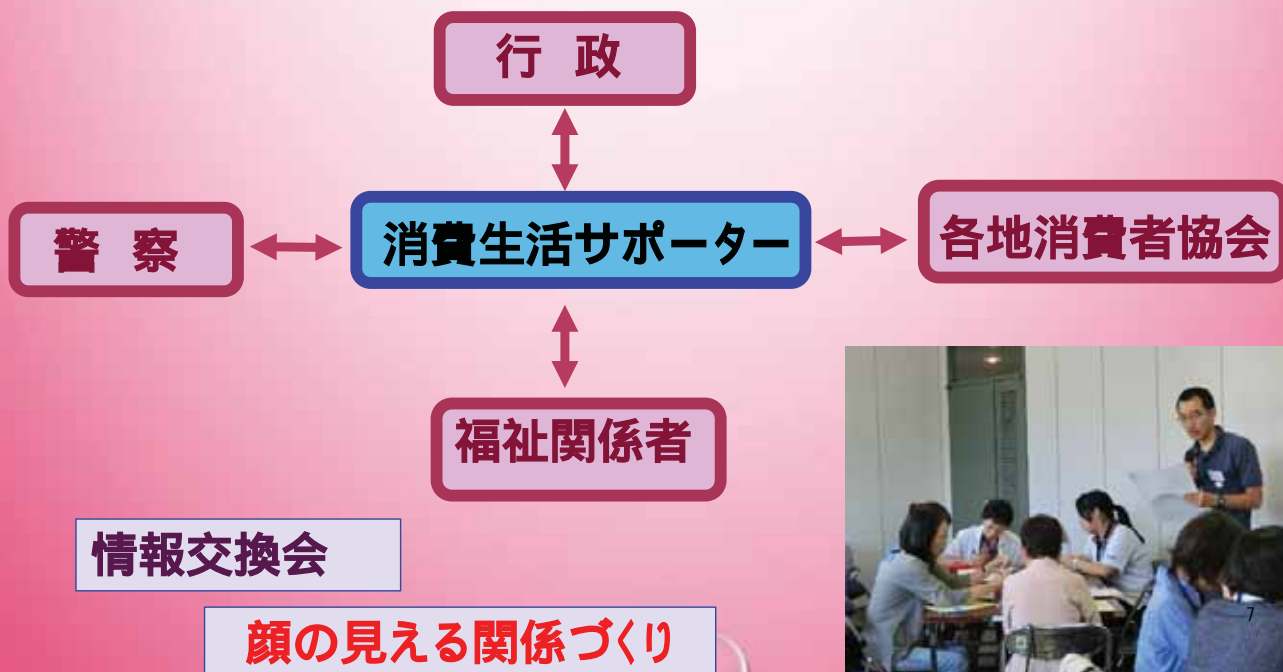 行 政
警 察
消費生活サポーター
各地消費者協会
福祉関係者
情報交換会
顔の見える関係づくり
7